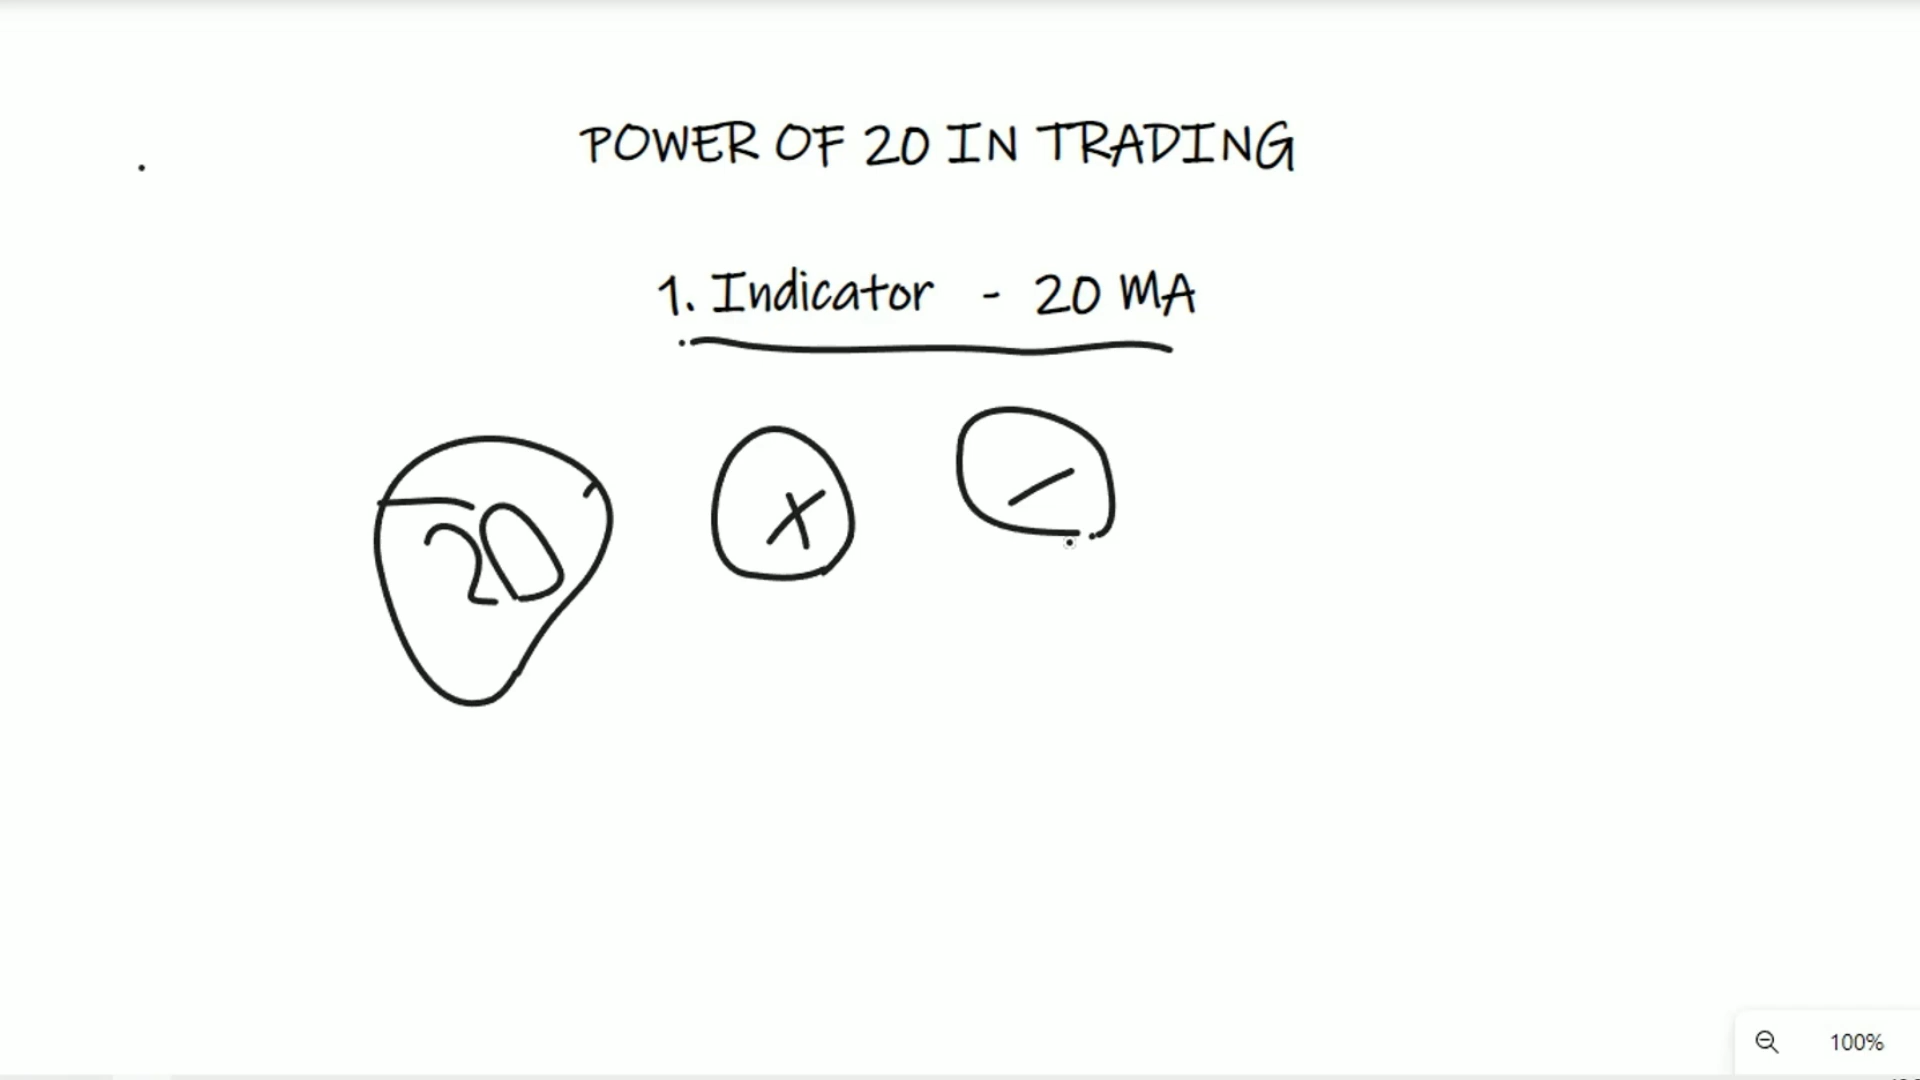 POWER OF 20 IN TRADING
1. Indicator - 20 MA
20 + -
100%